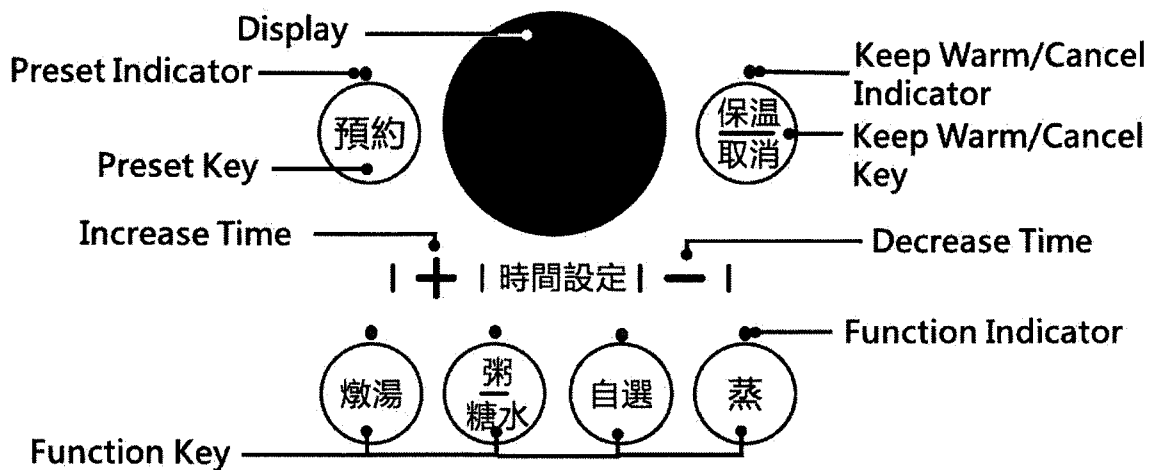 Display
Preset Indicator
預約
Preset Key
Keep Warm/Cancel
Indicator
保温
取消
Keep Warm/Cancel
Key
Increase Time
Decrease Time
| + | 時間設定 | − |
Function Indicator
燉湯
粥
糖水
自選
蒸
Function Key